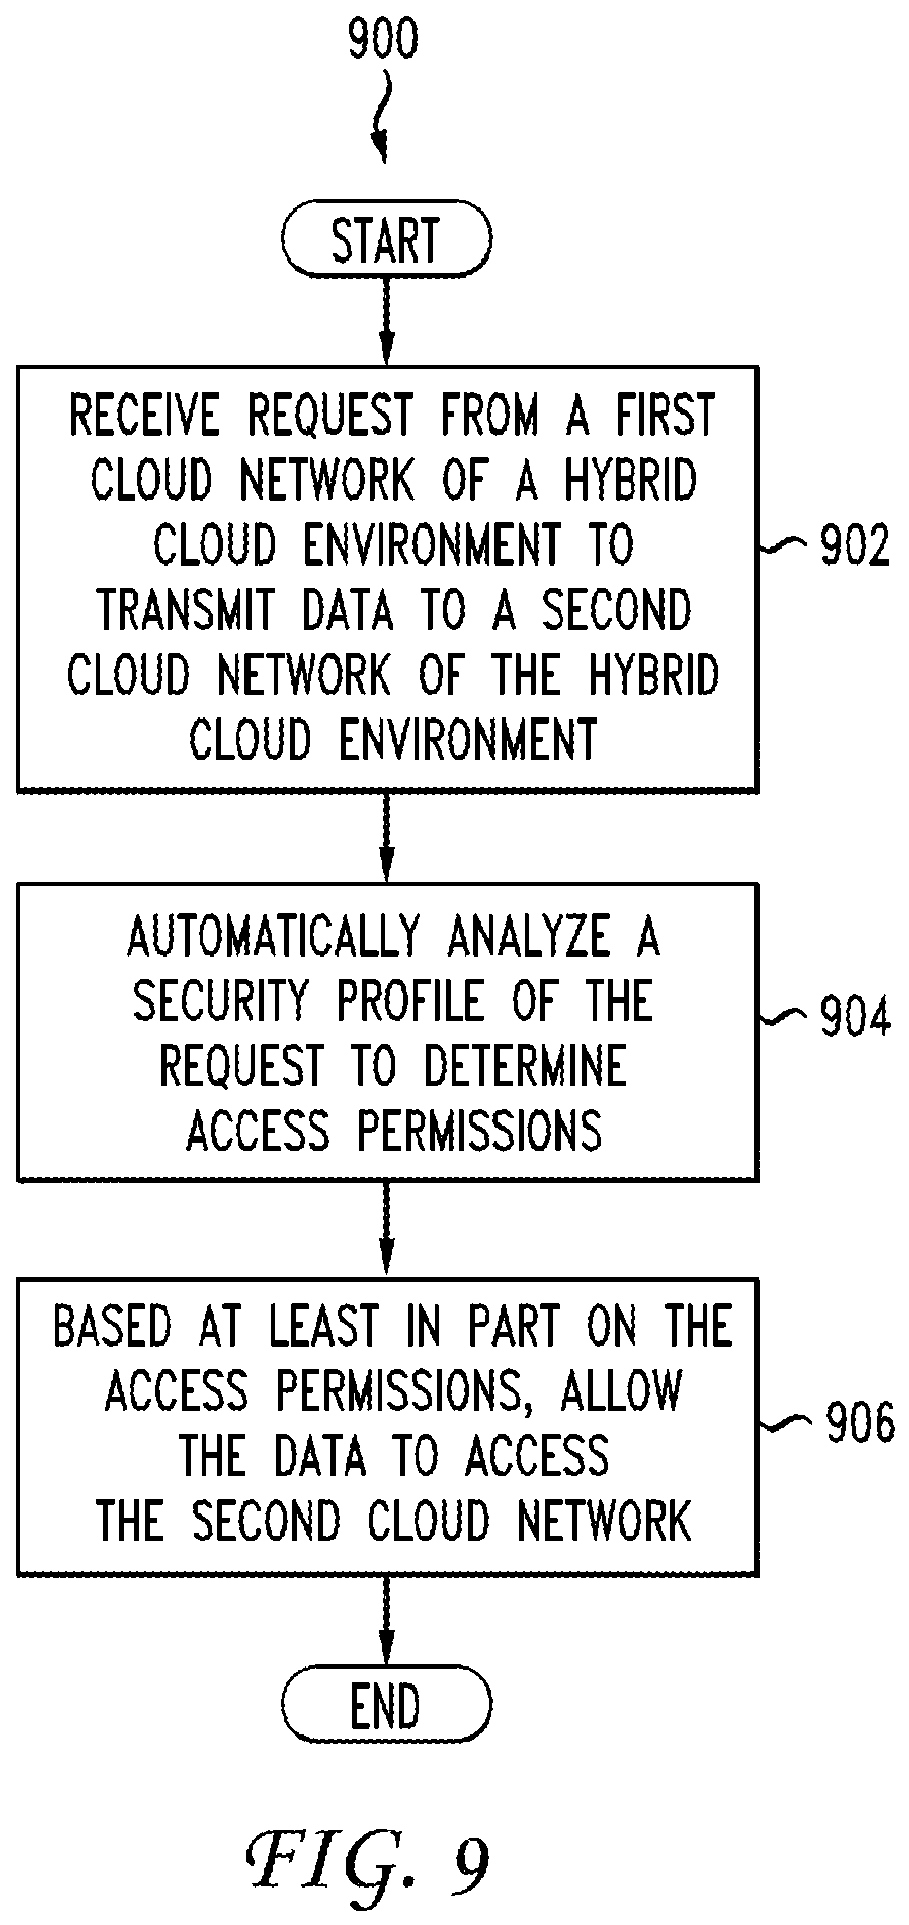 900
START
RECEIVE REQUEST FROM A FIRST
CLOUD NETWORK OF A HYBRID
CLOUD ENVIRONMENT TO
TRANSMIT DATA TO A SECOND
CLOUD NETWORK OF THE HYBRID
CLOUD ENVIRONMENT
902
AUTOMATICALLY ANALYZE A
SECURITY PROFILE OF THE
REQUEST TO DETERMINE
ACCESS PERMISSIONS
904
BASED AT LEAST IN PART ON THE
ACCESS PERMISSIONS, ALLOW
THE DATA TO ACCESS
THE SECOND CLOUD NETWORK
906
END
FIG. 9